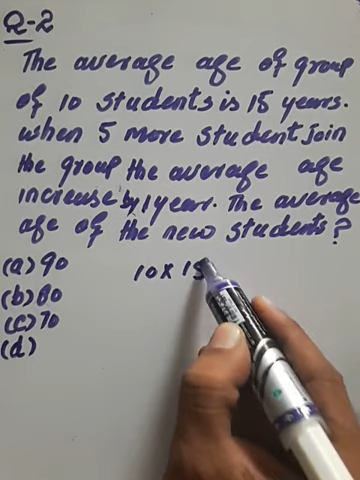 Q-2
The average age of group
of 10 students is 15 years.
when 5 more student join
the group the average age
increase by 1 year. The average
age of the new students?
(a) 90
(b) 80
(c) 70
(d)
10 x 15